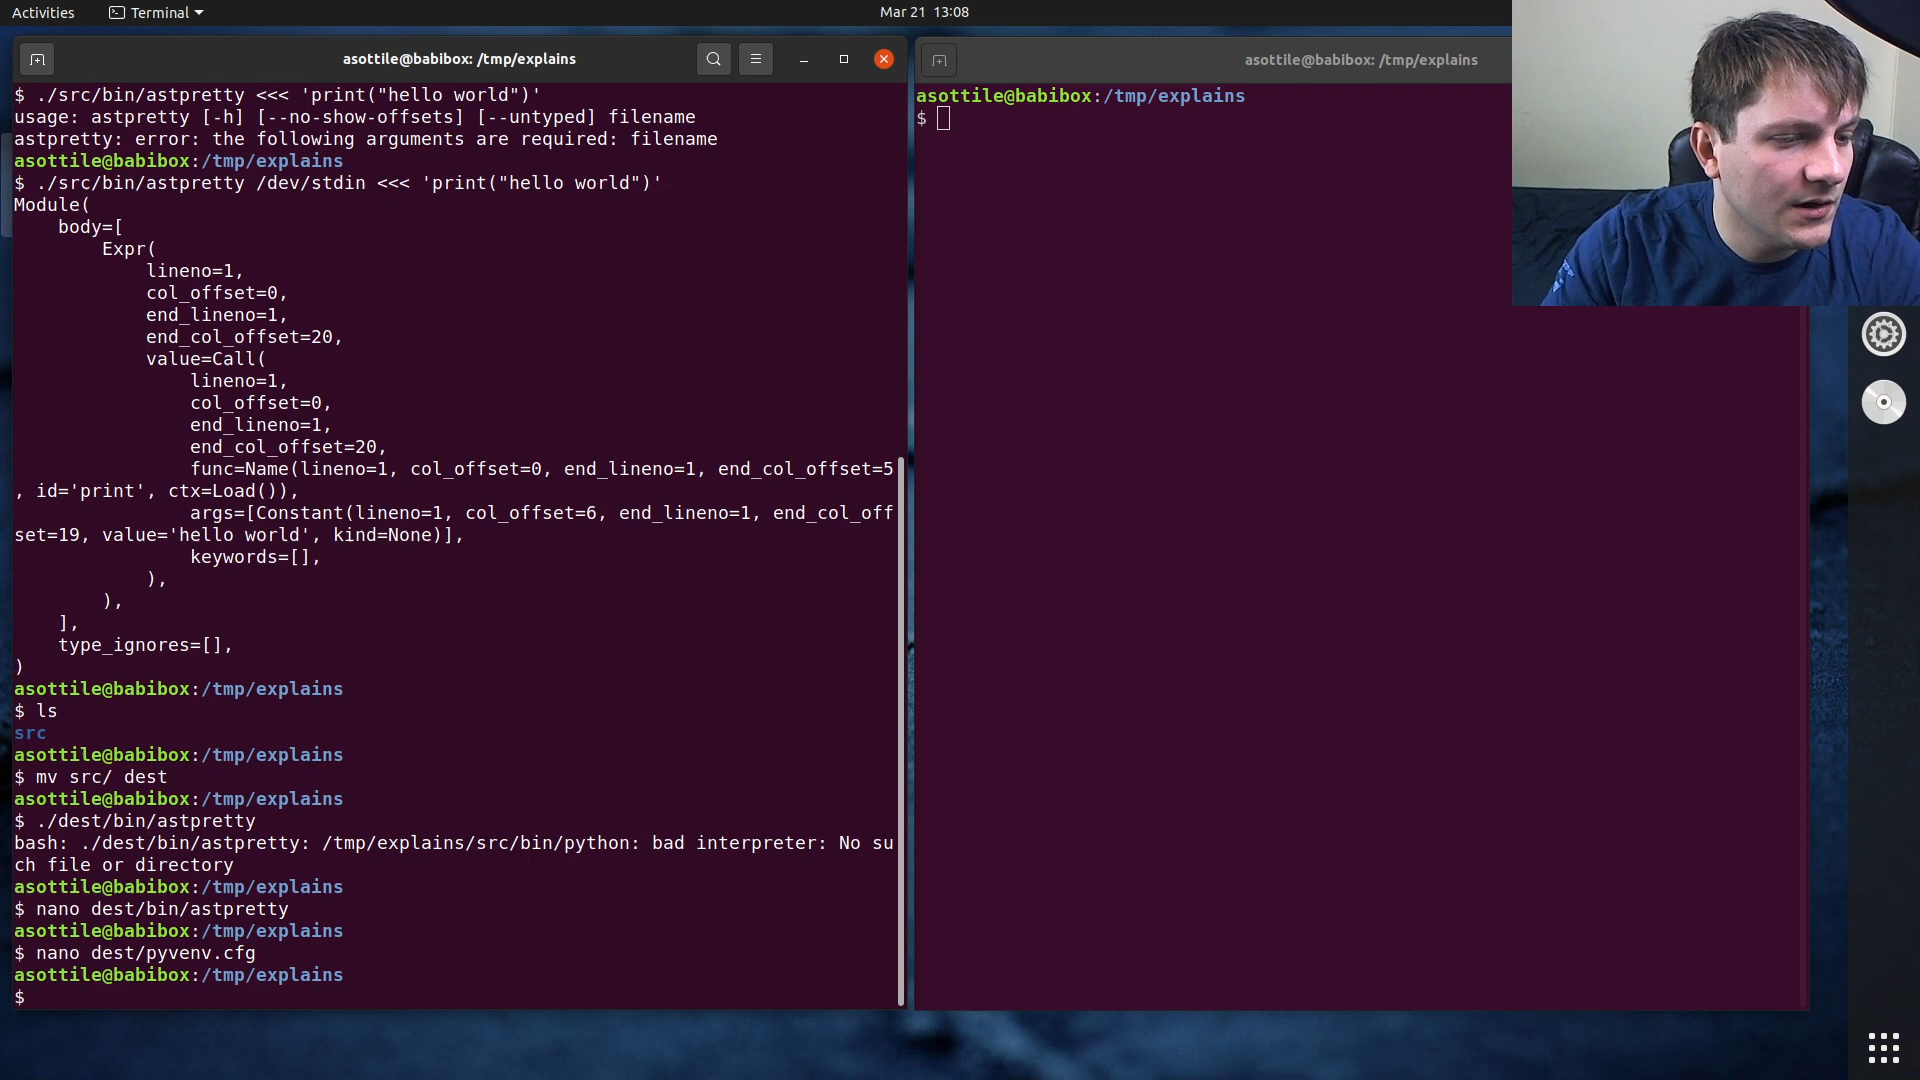 Activities
Terminal
Mar 21 13:08
asottile@babibox: /tmp/explains
$ ./src/bin/astpretty <<< 'print("hello world")'
usage: astpretty [-h] [--no-show-offsets] [--untyped] filename
astpretty: error: the following arguments are required: filename
asottile@babibox:/tmp/explains
$ ./src/bin/astpretty /dev/stdin <<< 'print("hello world")'
Module(
    body=[
        Expr(
            lineno=1,
            col_offset=0,
            end_lineno=1,
            end_col_offset=20,
            value=Call(
                lineno=1,
                col_offset=0,
                end_lineno=1,
                end_col_offset=20,
                func=Name(lineno=1, col_offset=0, end_lineno=1, end_col_offset=5
, id='print', ctx=Load()),
                args=[Constant(lineno=1, col_offset=6, end_lineno=1, end_col_off
set=19, value='hello world', kind=None)],
                keywords=[],
            ),
        ),
    ],
    type_ignores=[],
)
asottile@babibox:/tmp/explains
$ ls
src
asottile@babibox:/tmp/explains
$ mv src/ dest
asottile@babibox:/tmp/explains
$ ./dest/bin/astpretty
bash: ./dest/bin/astpretty: /tmp/explains/src/bin/python: bad interpreter: No su
ch file or directory
asottile@babibox:/tmp/explains
$ nano dest/bin/astpretty
asottile@babibox:/tmp/explains
$ nano dest/pyvenv.cfg
asottile@babibox:/tmp/explains
$
asottile@babibox: /tmp/explains
asottile@babibox:/tmp/explains
$